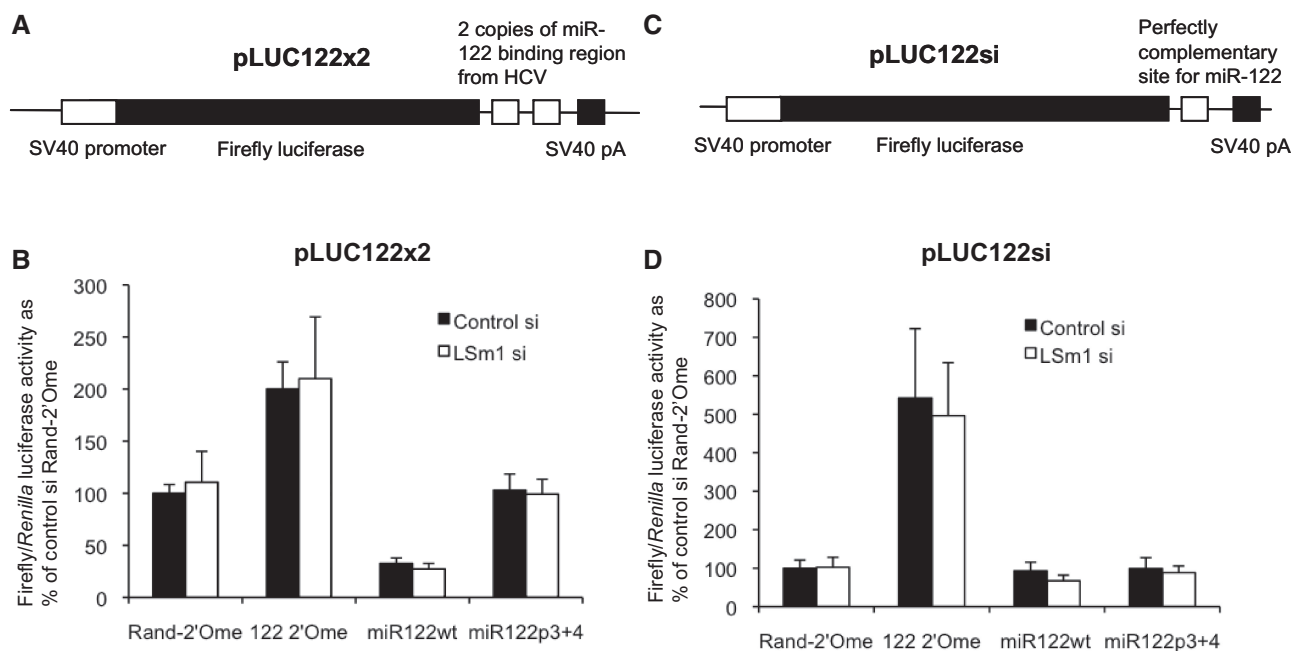 A
pLUC122x2
2 copies of miR-
122 binding region
from HCV
SV40 promoter
Firefly luciferase
SV40 pA
C
pLUC122si
Perfectly
complementary
site for miR-122
SV40 promoter
Firefly luciferase
SV40 pA
B
pLUC122x2
Firefly/Renilla luciferase activity as
% of control si Rand-2'Ome
300
250
200
150
100
50
0
Control si
LSm1 si
Rand-2'Ome
122 2'Ome
miR122wt
miR122p3+4
D
pLUC122si
Firefly/Renilla luciferase activity as
% of control si Rand-2'Ome
800
700
600
500
400
300
200
100
0
Control si
LSm1 si
Rand-2'Ome
122 2'Ome
miR122wt
miR122p3+4